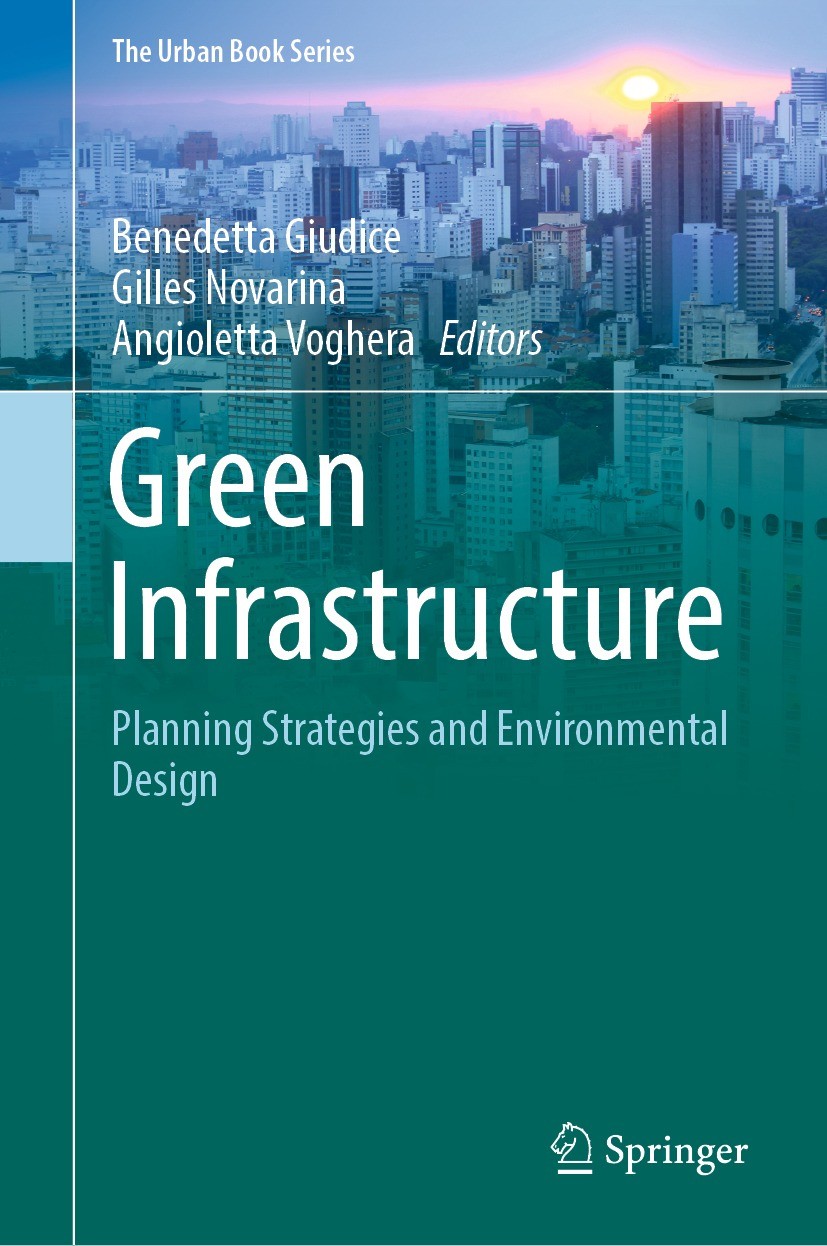 The Urban Book Series
Benedetta Giudice
Gilles Novarina
Angioletta Voghera Editors
Green
Infrastructure
Planning Strategies and Environmental
Design
Springer